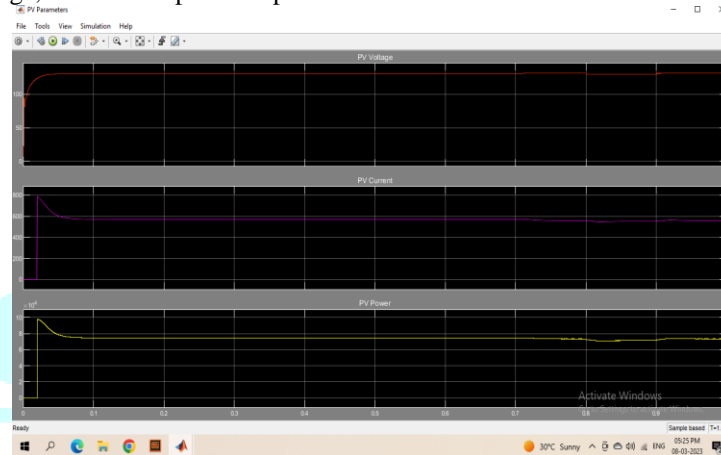 PV Parameters
File Tools View Simulation Help
PV Voltage
100
50
0
PV Current
800
600
400
200
0
PV Power
×10⁴
10
8
6
4
2
0
0 0.1 0.2 0.3 0.4 0.5 0.6 0.7 0.8 0.9
Activate Windows
Ready
Sample based T=1
30°C Sunny ENG 05:25 PM
08-03-2023